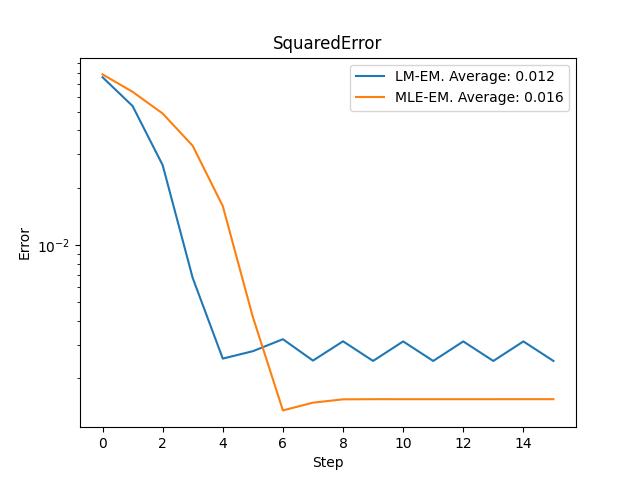 SquaredError
LM-EM. Average: 0.012
MLE-EM. Average: 0.016
Error
10⁻²
0 2 4 6 8 10 12 14
Step